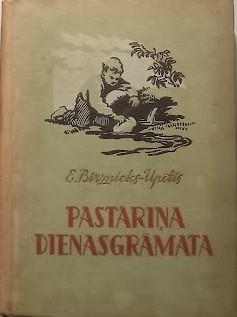 E. Birznieks-Upītis
PASTARIŅA
DIENASGRĀMATA